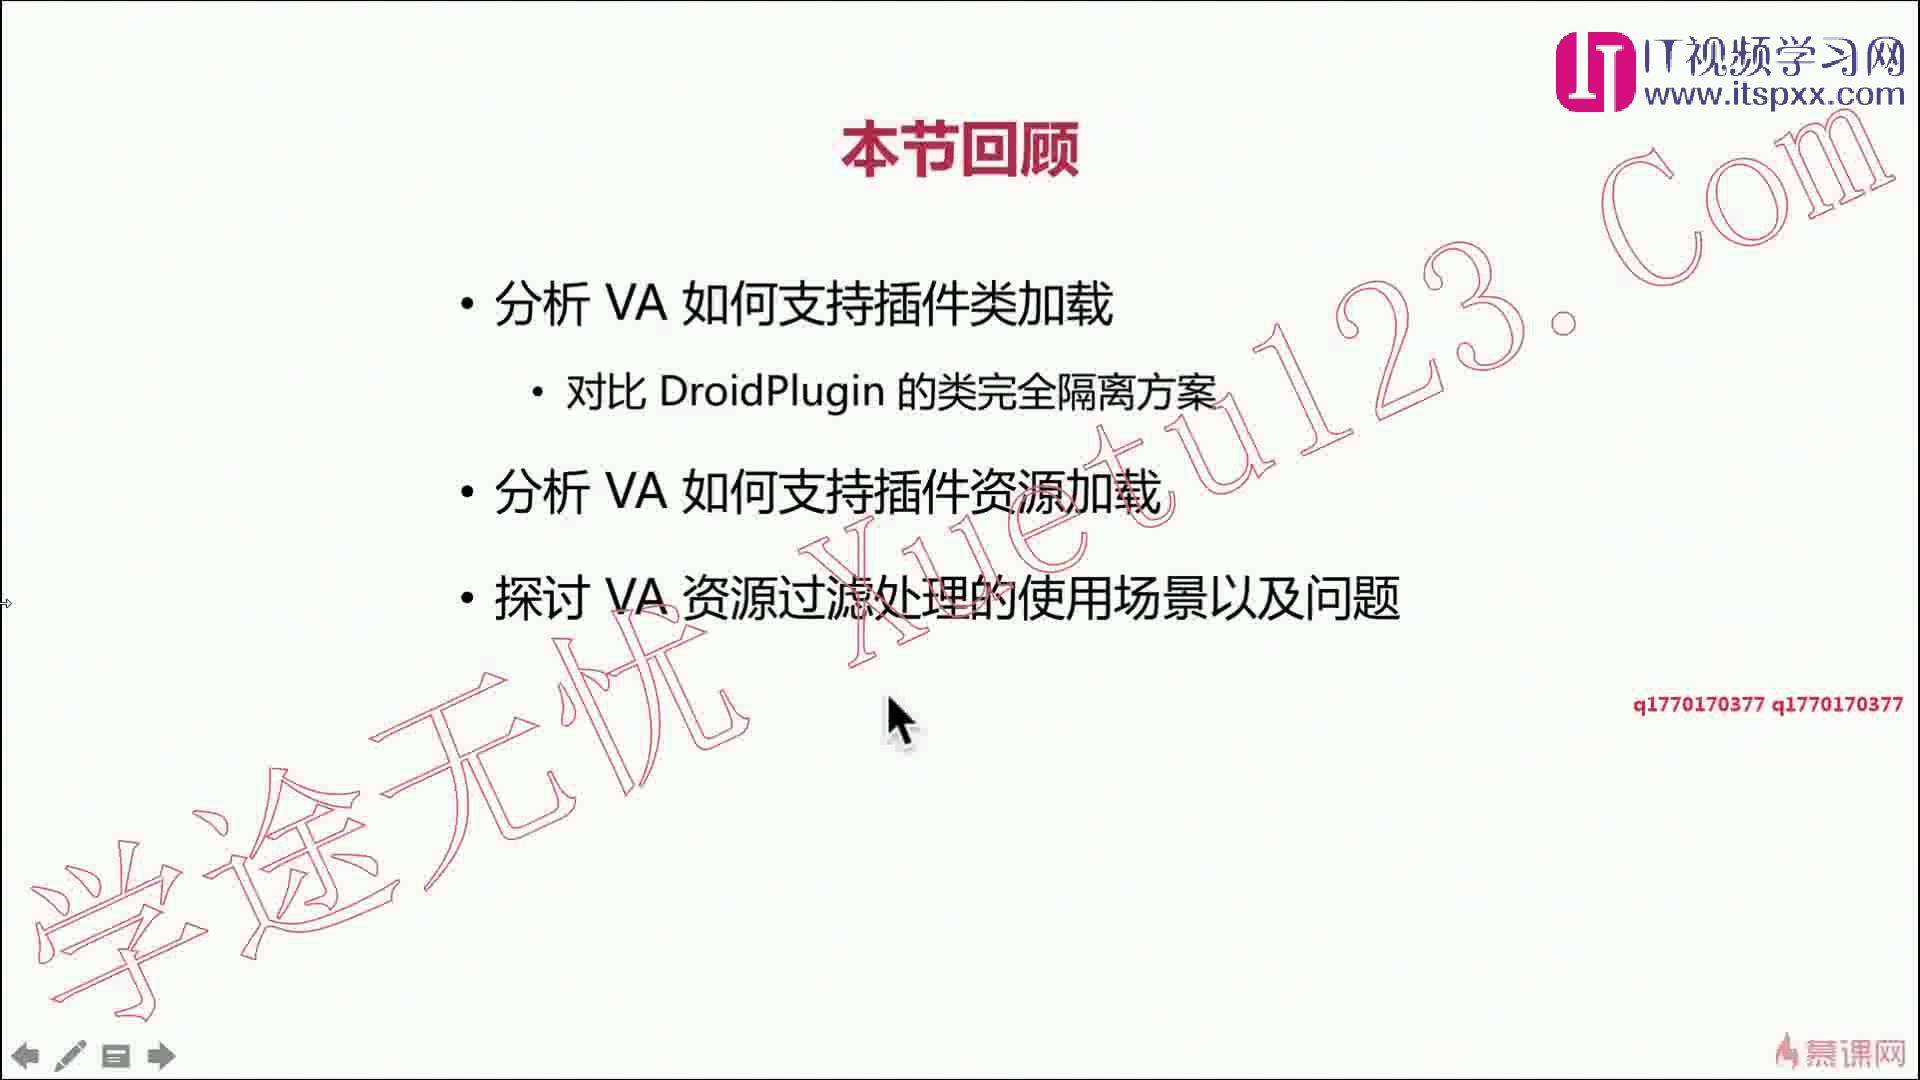 IT视频学习网
www.itspxx.com
本节回顾
• 分析 VA 如何支持插件类加载
• 对比 DroidPlugin 的类完全隔离方案
• 分析 VA 如何支持插件资源加载
• 探讨 VA 资源过滤处理的使用场景以及问题
学途无忧 Xuetu123.Com
q1770170377 q1770170377
慕课网